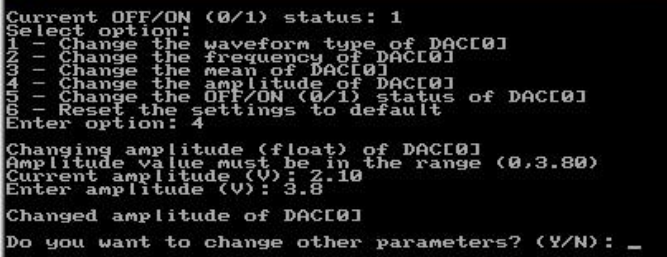 Current OFF/ON (0/1) status: 1
Select option:
1 - Change the waveform type of DAC[0]
2 - Change the frequency of DAC[0]
3 - Change the mean of DAC[0]
4 - Change the amplitude of DAC[0]
5 - Change the OFF/ON (0/1) status of DAC[0]
6 - Reset the settings to default
Enter option: 4
Changing amplitude (float) of DAC[0]
Amplitude value must be in the range (0,3.80)
Current amplitude (V): 2.10
Enter amplitude (V): 3.8
Changed amplitude of DAC[0]
Do you want to change other parameters? (Y/N): _